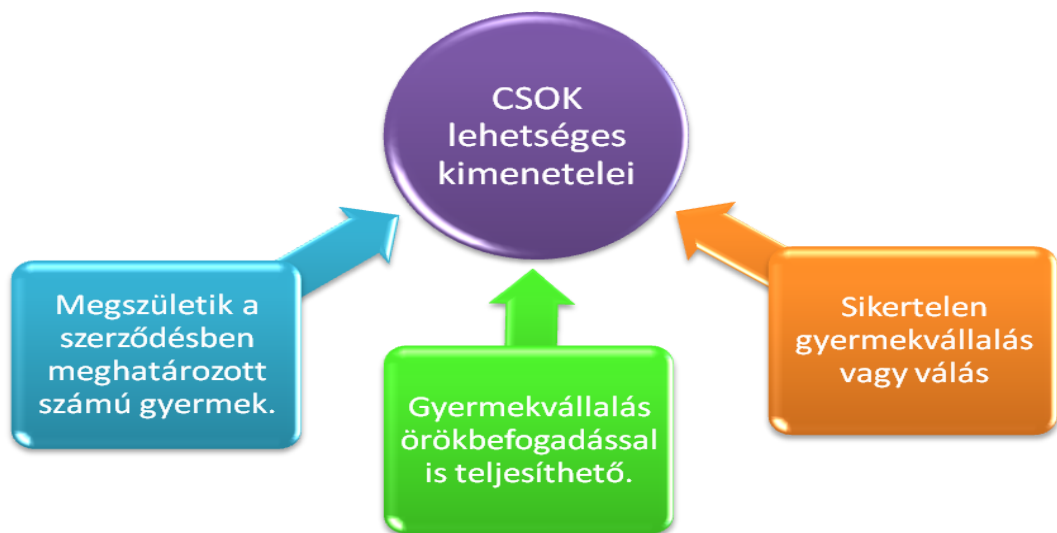 CSOK
lehetséges
kimenetelei
Megszületik a
szerződésben
meghatározott
számú gyermek.
Gyermekvállalás
örökbefogadással
is teljesíthető.
Sikertelen
gyermekvállalás
vagy válás